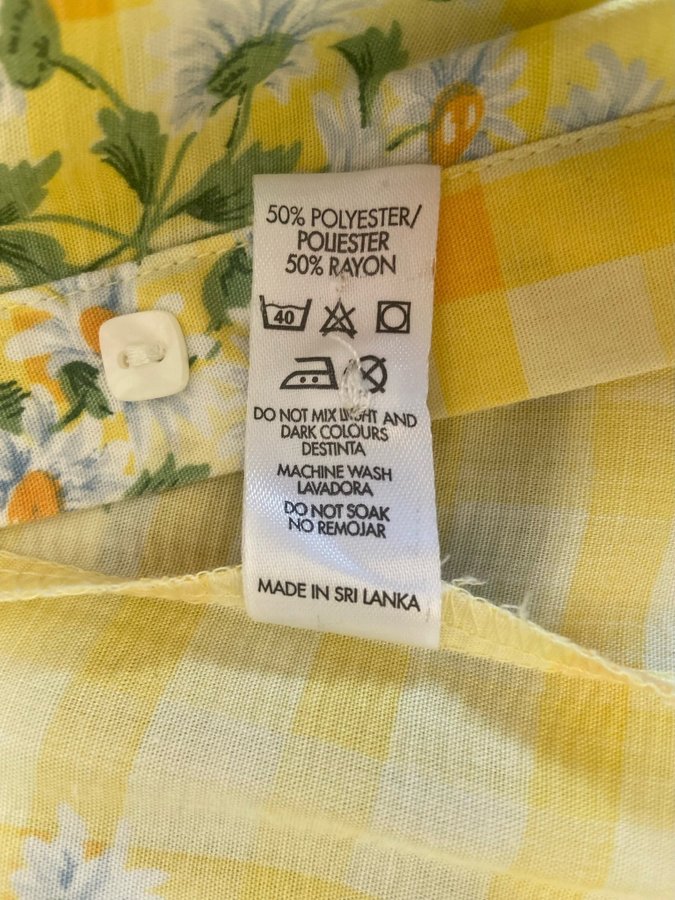 50% POLYESTER/
POLIESTER
50% RAYON
40
DO NOT MIX LIGHT AND
DARK COLOURS
DESTINTA
MACHINE WASH
LAVADORA
DO NOT SOAK
NO REMOJAR
MADE IN SRI LANKA